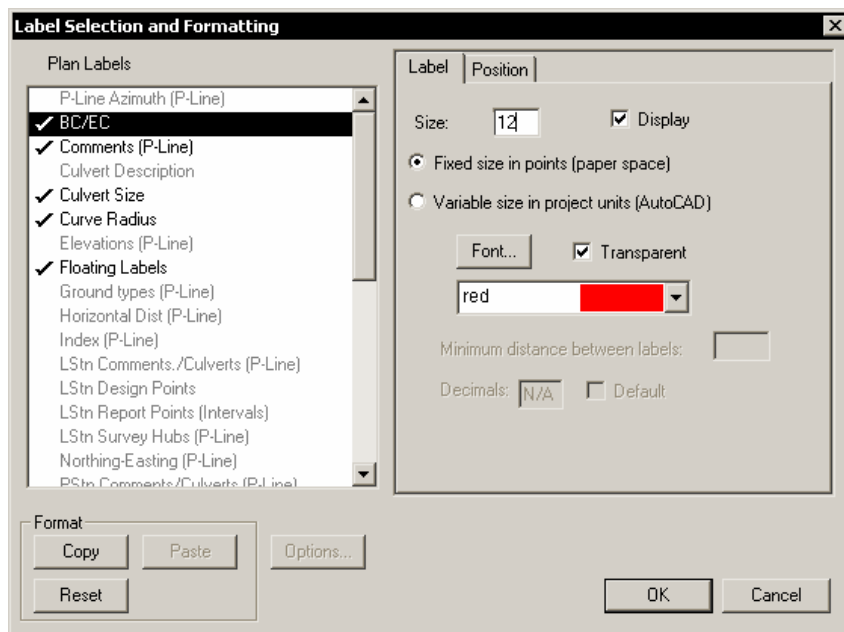 Label Selection and Formatting
Plan Labels
P-Line Azimuth (P-Line)
BC/EC
Comments (P-Line)
Culvert Description
Culvert Size
Curve Radius
Elevations (P-Line)
Floating Labels
Ground types (P-Line)
Horizontal Dist (P-Line)
Index (P-Line)
LStn Comments./Culverts (P-Line)
LStn Design Points
LStn Report Points (Intervals)
LStn Survey Hubs (P-Line)
Northing-Easting (P-Line)
PStn Comments/Culverts (P-Line)
Label Position
Size: 12 Display
Fixed size in points (paper space)
Variable size in project units (AutoCAD)
Font... Transparent
red
Minimum distance between labels:
Decimals: N/A Default
Format
Copy Paste Options...
Reset
OK Cancel